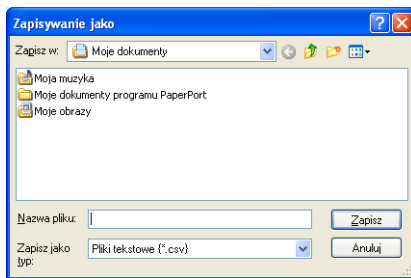 Zapisywanie jako
Zapisz w: Moje dokumenty
Moja muzyka
Moje dokumenty programu PaperPort
Moje obrazy
Nazwa pliku: Zapisz
Zapisz jako typ: Pliki tekstowe {*.csv} Anuluj